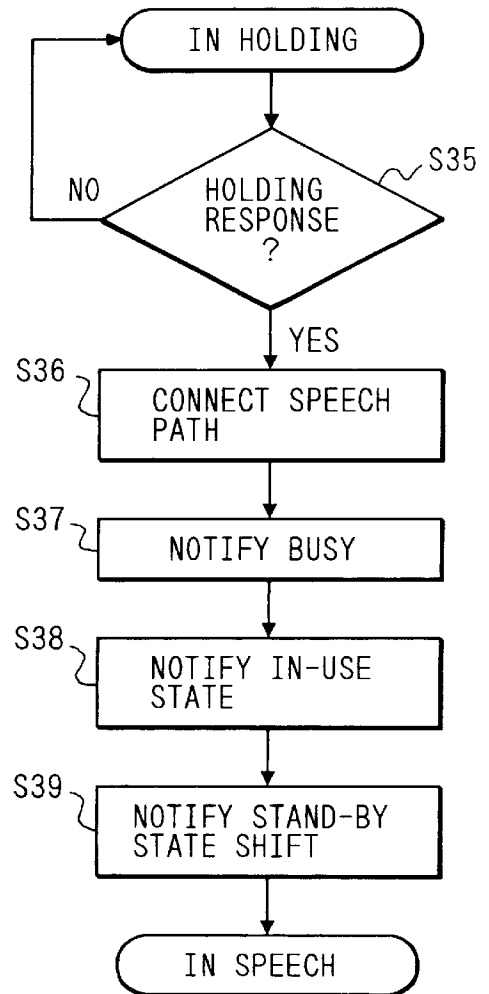 IN HOLDING
S35
NO
HOLDING
RESPONSE
?
YES
S36
CONNECT SPEECH
PATH
S37
NOTIFY BUSY
S38
NOTIFY IN-USE
STATE
S39
NOTIFY STAND-BY
STATE SHIFT
IN SPEECH